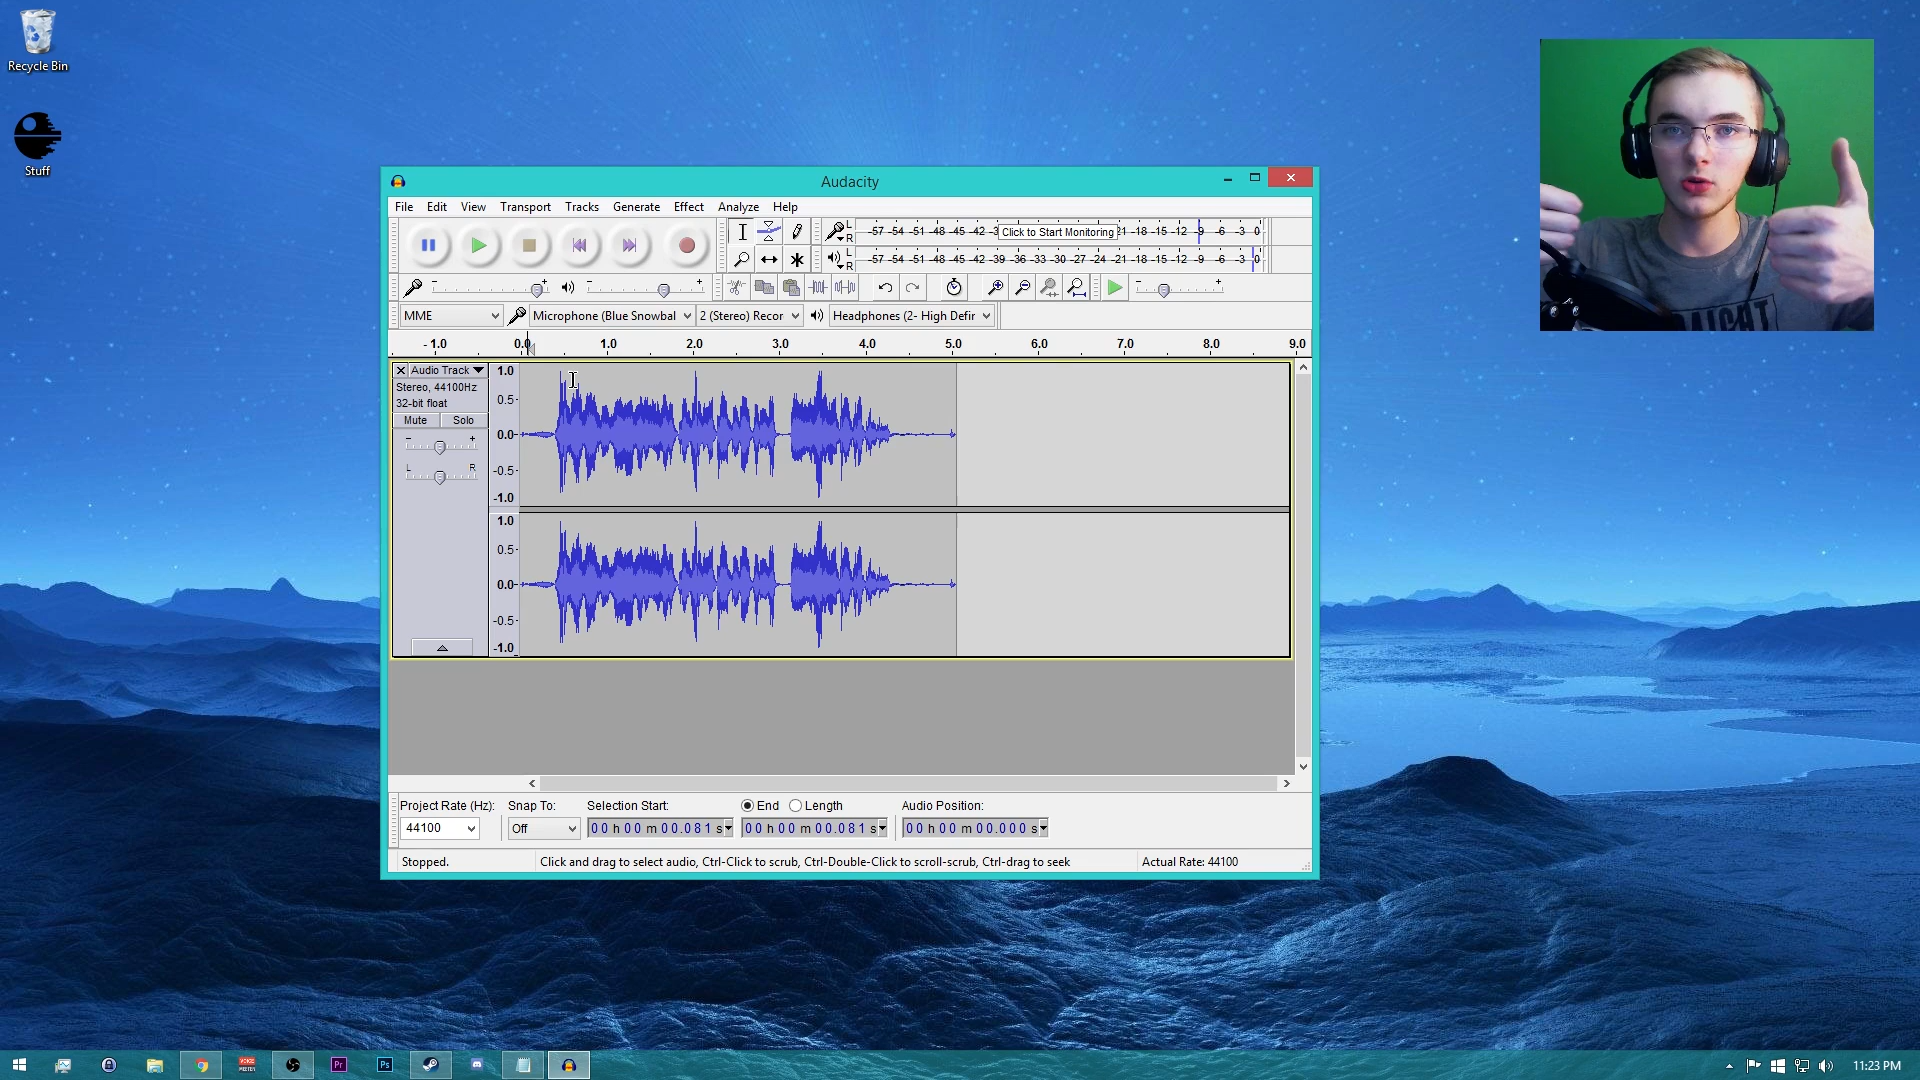 Recycle Bin
Stuff
Audacity
File Edit View Transport Tracks Generate Effect Analyze Help
L
R
-57 -54 -51 -48 -45 -42 -3 Click to Start Monitoring 21 -18 -15 -12 -9 -6 -3 0
L
R
-57 -54 -51 -48 -45 -42 -39 -36 -33 -30 -27 -24 -21 -18 -15 -12 -9 -6 -3 0
MME Microphone (Blue Snowbal 2 (Stereo) Recor Headphones (2- High Defir
-1.0 0.0 1.0 2.0 3.0 4.0 5.0 6.0 7.0 8.0 9.0
Audio Track
Stereo, 44100Hz
32-bit float
Mute Solo
L R
1.0
0.5
0.0
-0.5
-1.0
1.0
0.5
0.0
-0.5
-1.0
Project Rate (Hz): Snap To: Selection Start: End Length Audio Position:
44100 Off 00 h 00 m 00.081 s 00 h 00 m 00.081 s 00 h 00 m 00.000 s
Stopped. Click and drag to select audio, Ctrl-Click to scrub, Ctrl-Double-Click to scroll-scrub, Ctrl-drag to seek Actual Rate: 44100
VOICE
MEETER
Pr
Ps
11:23 PM